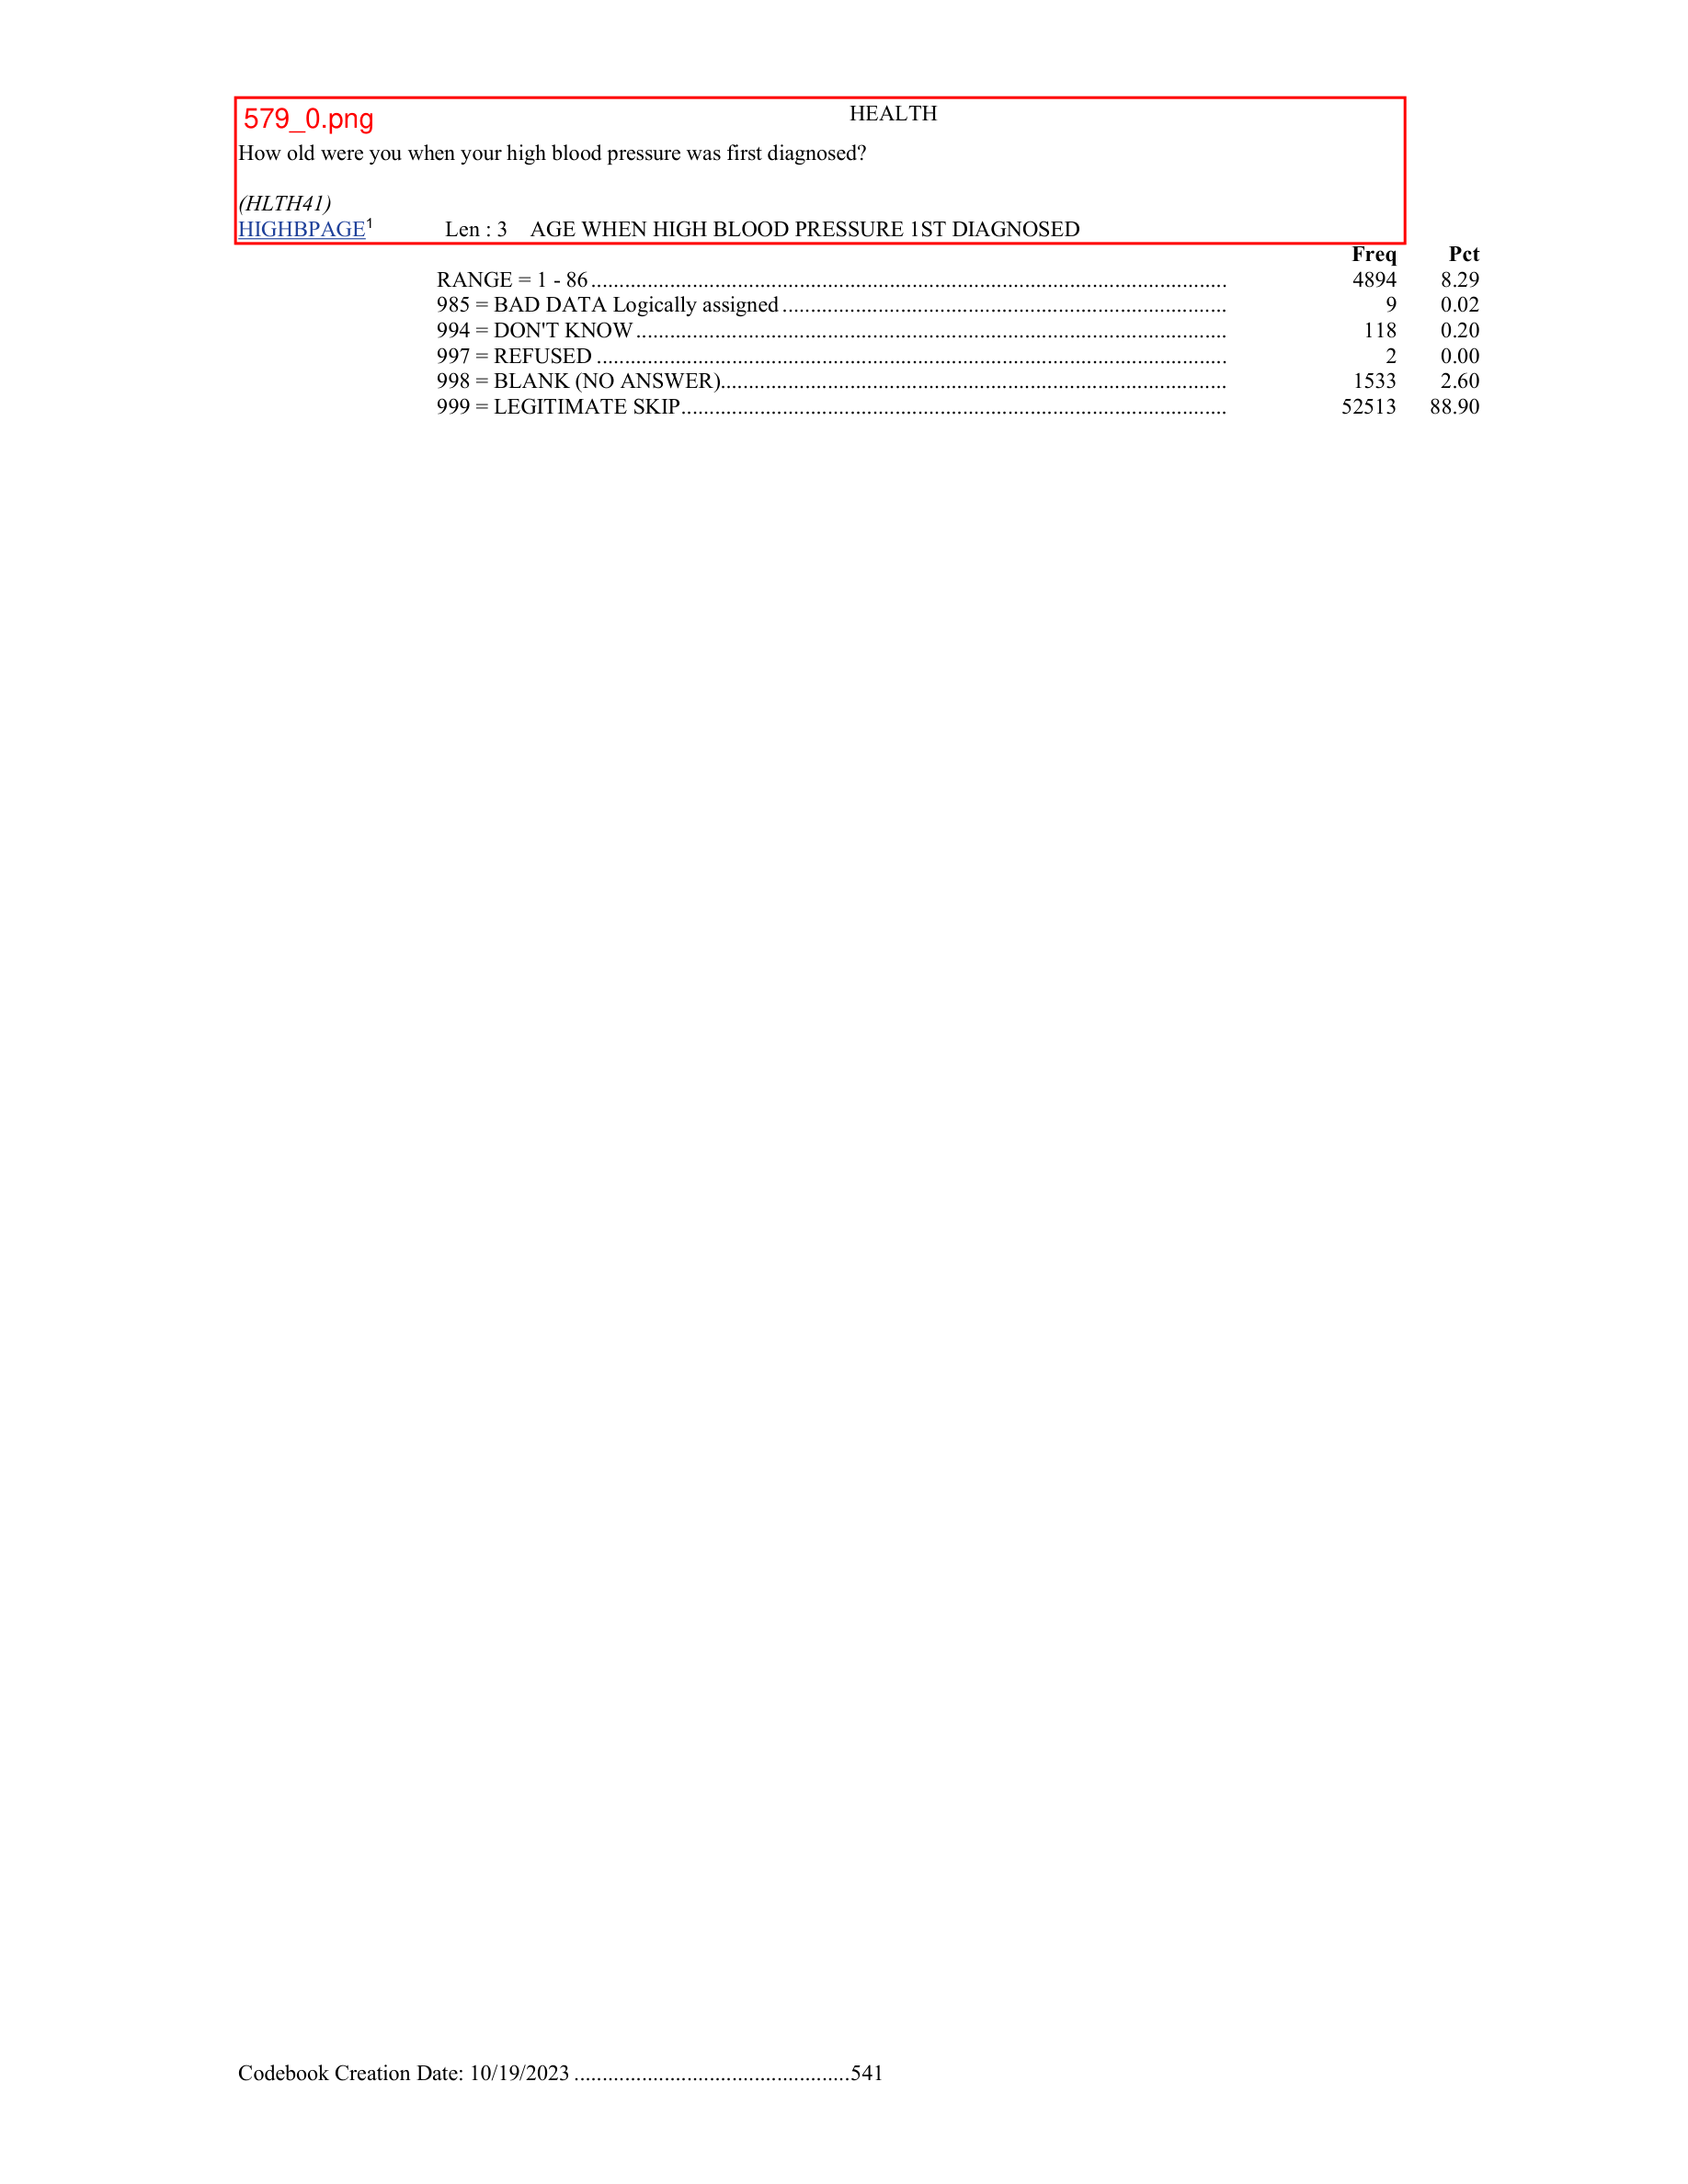 579_0.png
HEALTH
How old were you when your high blood pressure was first diagnosed?
(HLTH41)
HIGHBPAGE¹ Len : 3 AGE WHEN HIGH BLOOD PRESSURE 1ST DIAGNOSED
Freq Pct
RANGE = 1 - 86 ................ 4894 8.29
985 = BAD DATA Logically assigned ................ 9 0.02
994 = DON'T KNOW ................ 118 0.20
997 = REFUSED ................ 2 0.00
998 = BLANK (NO ANSWER)................ 1533 2.60
999 = LEGITIMATE SKIP................ 52513 88.90
Codebook Creation Date: 10/19/2023 ................541